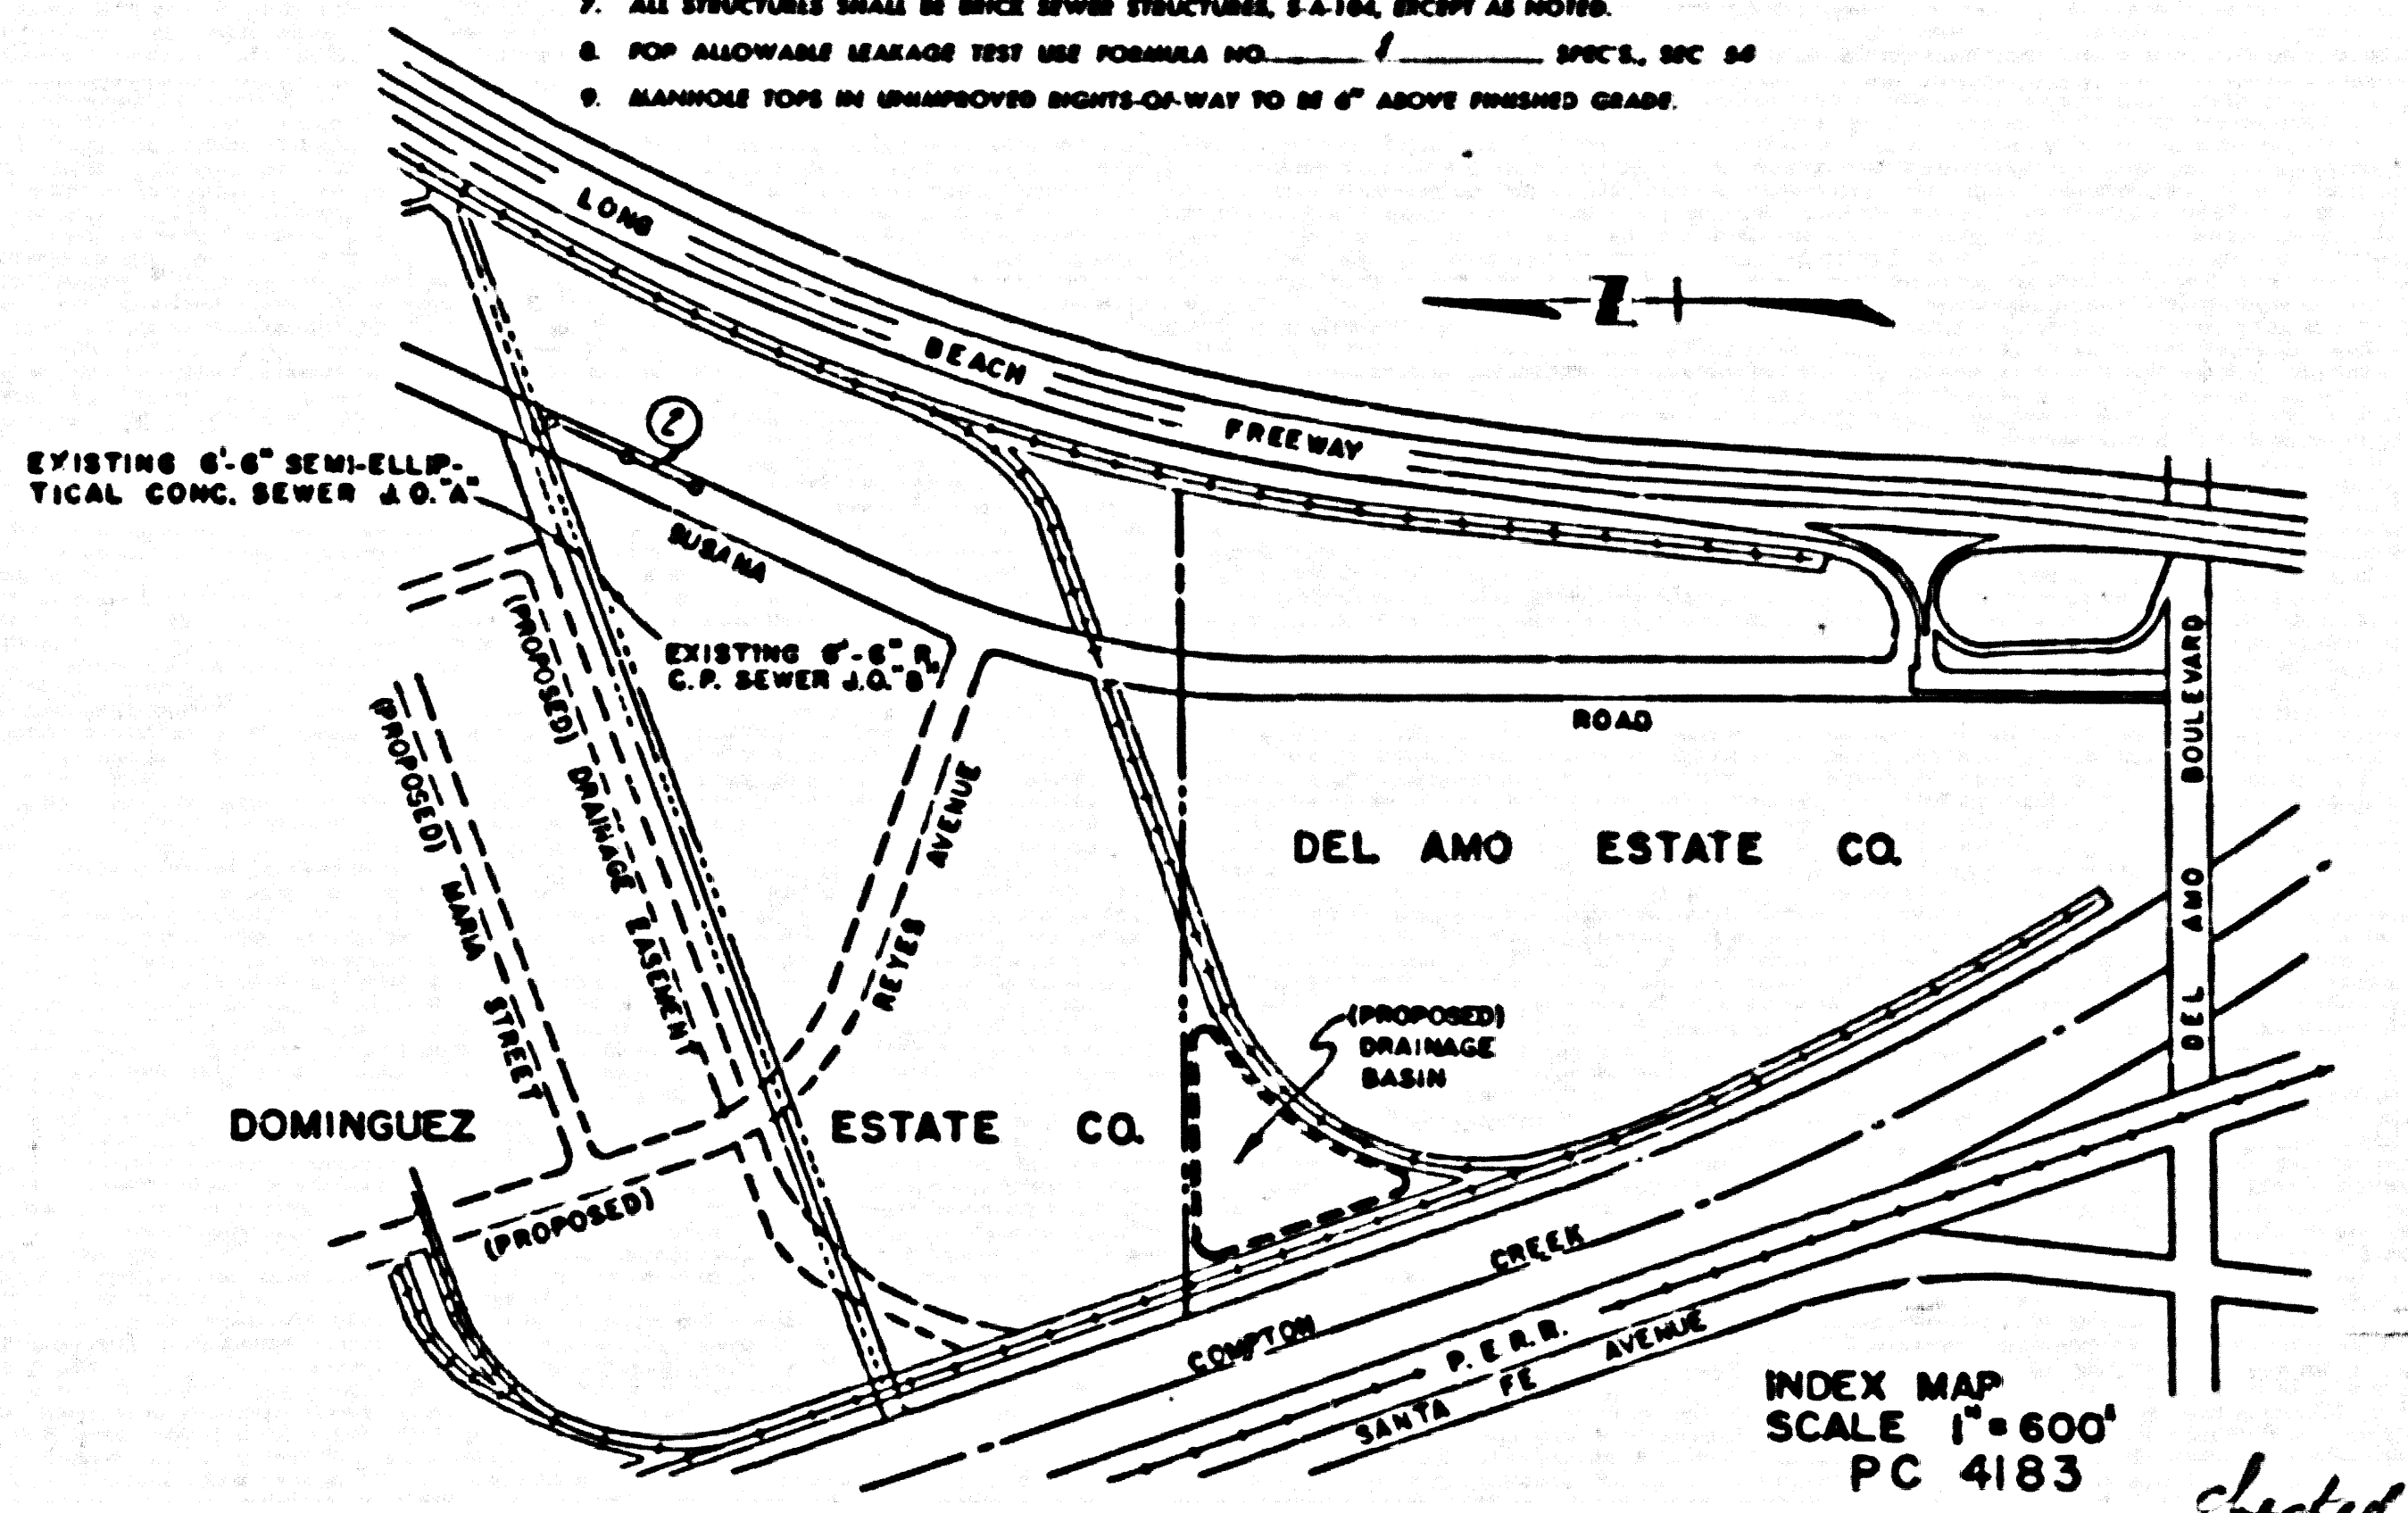 7. ALL STRUCTURES SHALL BE BRICK SEWER STRUCTURES, S-A-104, EXCEPT AS NOTED.
8. FOR ALLOWABLE LEAKAGE TEST USE FORMULA NO. 1 SPEC'S., SEC 36
9. MANHOLE TOPS IN UNIMPROVED RIGHTS-OF-WAY TO BE 6" ABOVE FINISHED GRADE.
LONG
BEACH
FREEWAY
Z
2
EXISTING 6'-6" SEMI-ELLIP-
TICAL CONC. SEWER J.O. "A"
SUSANA
ROAD
EXISTING 6'-6" R.
C.P. SEWER J.O. "B"
(PROPOSED) DRAINAGE EASEMENT
(PROPOSED) MARIA STREET
REYES AVENUE
DEL AMO BOULEVARD
DEL AMO ESTATE CO.
(PROPOSED)
DRAINAGE
BASIN
DOMINGUEZ ESTATE CO.
(PROPOSED)
COMPTON CREEK
P. E. R. R.
SANTA FE AVENUE
INDEX MAP
SCALE 1" = 600'
PC 4183